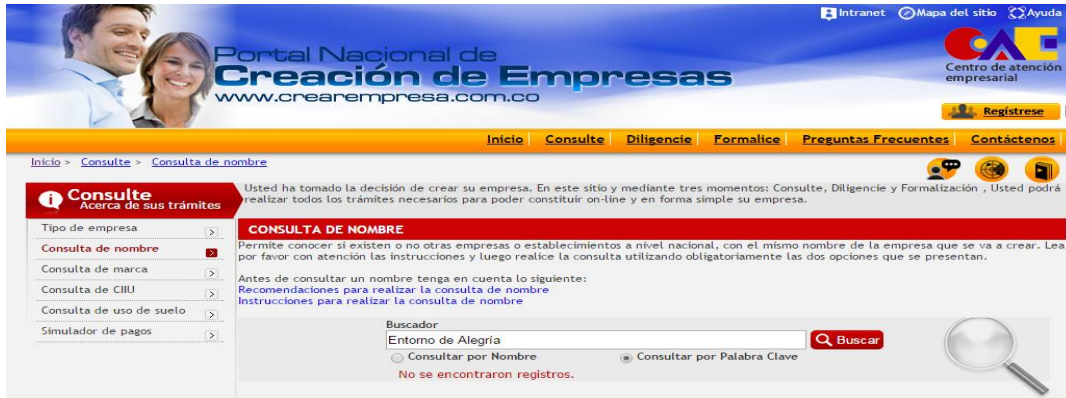 Intranet Mapa del sitio Ayuda
Portal Nacional de
Creación de Empresas
www.crearempresa.com.co
CAE
Centro de atención
empresarial
Regístrese
Inicio Consulte Diligencie Formalice Preguntas Frecuentes Contáctenos
Inicio > Consulte > Consulta de nombre
Consulte
Acerca de sus trámites
Tipo de empresa
Consulta de nombre
Consulta de marca
Consulta de CIIU
Consulta de uso de suelo
Simulador de pagos
Usted ha tomado la decisión de crear su empresa. En este sitio y mediante tres momentos: Consulte, Diligencie y Formalización , Usted podrá
realizar todos los trámites necesarios para poder constituir on-line y en forma simple su empresa.
CONSULTA DE NOMBRE
Permite conocer si existen o no otras empresas o establecimientos a nivel nacional, con el mismo nombre de la empresa que se va a crear. Lea
por favor con atención las instrucciones y luego realice la consulta utilizando obligatoriamente las dos opciones que se presentan.
Antes de consultar un nombre tenga en cuenta lo siguiente:
Recomendaciones para realizar la consulta de nombre
Instrucciones para realizar la consulta de nombre
Buscador
Entorno de Alegría
Buscar
Consultar por Nombre Consultar por Palabra Clave
No se encontraron registros.